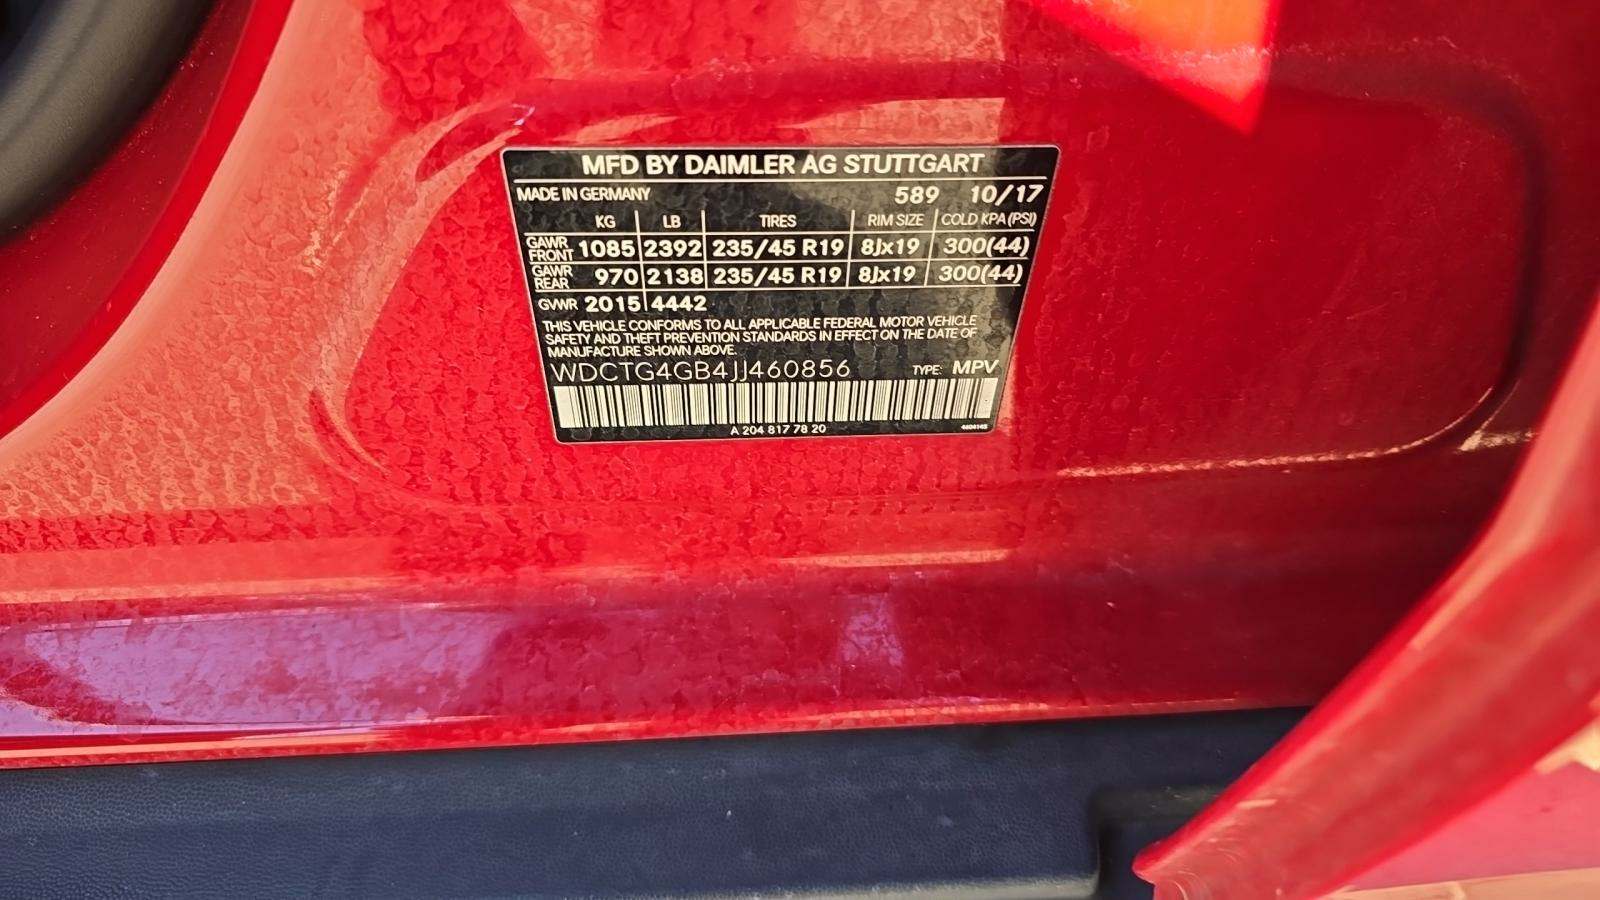 MFD BY DAIMLER AG STUTTGART
MADE IN GERMANY 589 10/17
KG LB TIRES RIM SIZE COLD KPA (PSI)
GAWR FRONT 1085 2392 235/45 R19 8Jx19 300(44)
GAWR REAR 970 2138 235/45 R19 8Jx19 300(44)
GVWR 2015 4442
THIS VEHICLE CONFORMS TO ALL APPLICABLE FEDERAL MOTOR VEHICLE
SAFETY AND THEFT PREVENTION STANDARDS IN EFFECT ON THE DATE OF
MANUFACTURE SHOWN ABOVE.
WDCTG4GB4JJ460856 TYPE: MPV
A 204 817 78 20